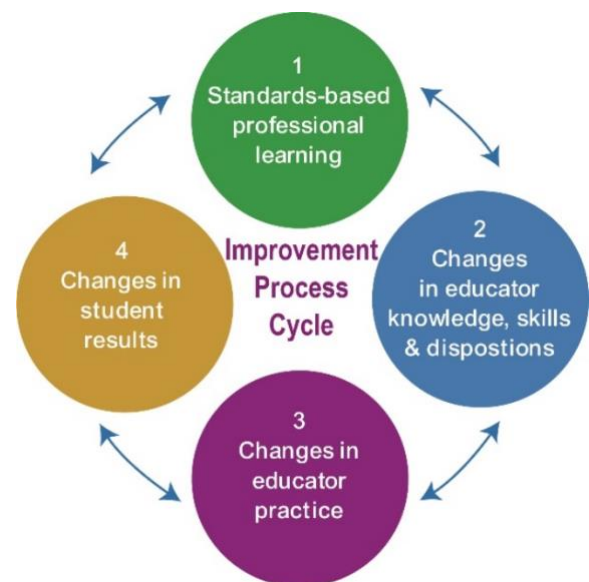 1
Standards-based
professional
learning
2
Changes
in educator
knowledge, skills
& dispostions
3
Changes in
educator
practice
4
Changes in
student
results
Improvement
Process
Cycle